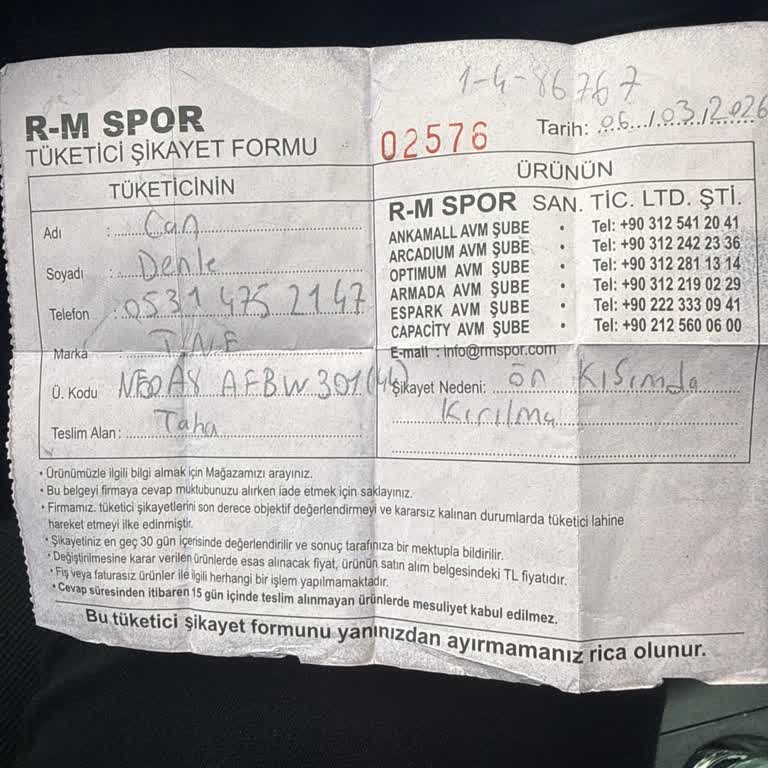 1-4-86767
R-M SPOR
TÜKETİCİ ŞİKAYET FORMU
02576
Tarih: 06/03/2026
TÜKETİCİNİN
Adı : Can
Soyadı : Denle
Telefon : 0531 475 2147
Marka : T/N-F
Ü. Kodu NF0A8 AFBW301(44)
Teslim Alan : Taha
ÜRÜNÜN
R-M SPOR SAN. TİC. LTD. ŞTİ.
ANKAMALL AVM ŞUBE • Tel: +90 312 541 20 41
ARCADIUM AVM ŞUBE • Tel: +90 312 242 23 36
OPTIMUM AVM ŞUBE • Tel: +90 312 281 13 14
ARMADA AVM ŞUBE • Tel: +90 312 219 02 29
ESPARK AVM ŞUBE • Tel: +90 222 333 09 41
CAPACITY AVM ŞUBE • Tel: +90 212 560 06 00
E-mail : info@rmspor.com
Şikayet Nedeni: ön kısımda
Kırılma
• Ürünümüzle ilgili bilgi almak için Mağazamızı arayınız.
• Bu belgeyi firmaya cevap muktubunuzu alırken iade etmek için saklayınız.
• Firmamız. tüketici şikayetlerini son derece objektif değerlendirmeyi ve kararsız kalınan durumlarda tüketici lahine
hareket etmeyi ilke edinmiştir.
• Şikayetiniz en geç 30 gün içerisinde değerlendirilir ve sonuç tarafınıza bir mektupla bildirilir.
• Değiştirilmesine karar verilen ürünlerde esas alınacak fiyat, ürünün satın alım belgesindeki TL fiyatıdır.
• Fiş veya faturasız ürünler ile ilgili herhangi bir işlem yapılmamaktadır.
• Cevap süresinden itibaren 15 gün içinde teslim alınmayan ürünlerde mesuliyet kabul edilmez.
Bu tüketici şikayet formunu yanınızdan ayırmamanız rica olunur.